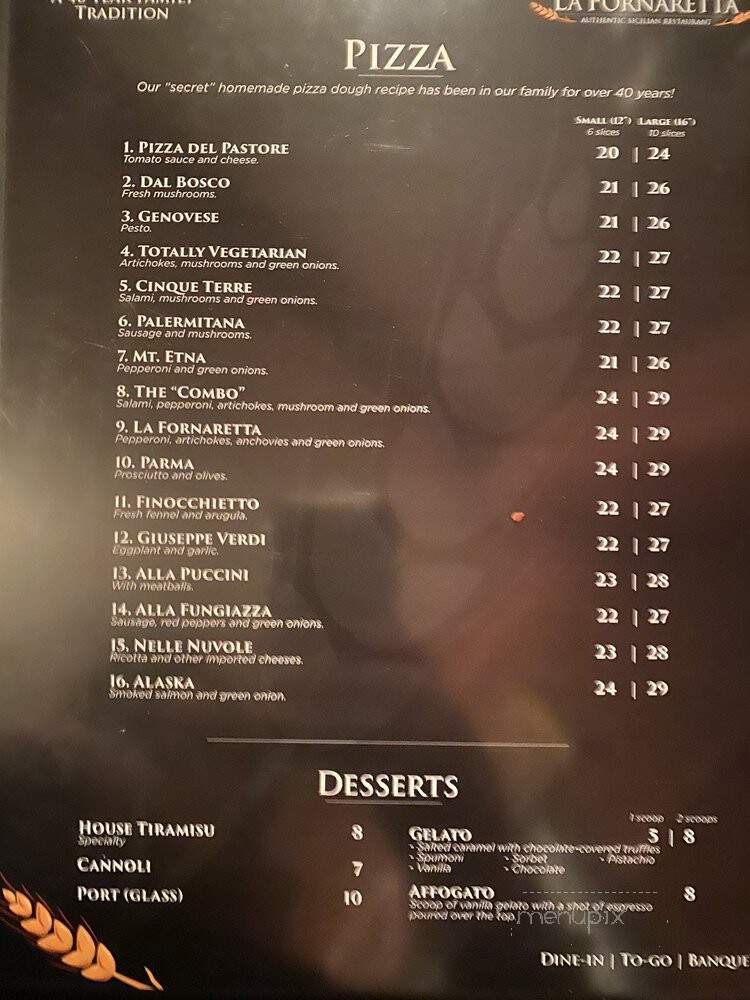 A 40 YEAR FAMILY
TRADITION
LA FORNARETTA
AUTHENTIC SICILIAN RESTAURANT
PIZZA
Our "secret" homemade pizza dough recipe has been in our family for over 40 years!
SMALL (12") LARGE (16")
6 slices 10 slices
1. PIZZA DEL PASTORE 20 | 24
Tomato sauce and cheese.
2. DAL BOSCO 21 | 26
Fresh mushrooms.
3. GENOVESE 21 | 26
Pesto.
4. TOTALLY VEGETARIAN 22 | 27
Artichokes, mushrooms and green onions.
5. CINQUE TERRE 22 | 27
Salami, mushrooms and green onions.
6. PALERMITANA 22 | 27
Sausage and mushrooms.
7. MT. ETNA 21 | 26
Pepperoni and green onions.
8. THE "COMBO" 24 | 29
Salami, pepperoni, artichokes, mushroom and green onions.
9. LA FORNARETTA 24 | 29
Pepperoni, artichokes, anchovies and green onions.
10. PARMA 24 | 29
Prosciutto and olives.
11. FINOCCHIETTO 22 | 27
Fresh fennel and arugula.
12. GIUSEPPE VERDI 22 | 27
Eggplant and garlic.
13. ALLA PUCCINI 23 | 28
With meatballs.
14. ALLA FUNGIAZZA 22 | 27
Sausage, red peppers and green onions.
15. NELLE NUVOLE 23 | 28
Ricotta and other imported cheeses.
16. ALASKA 24 | 29
Smoked salmon and green onion.
DESSERTS
1 scoop 2 scoops
HOUSE TIRAMISU 8
Specialty
CANNOLI 7
PORT (GLASS) 10
GELATO 5 | 8
- Salted caramel with chocolate-covered truffles
- Spumoni - Sorbet - Pistachio
- Vanilla - Chocolate
AFFOGATO 8
Scoop of vanilla gelato with a shot of espresso
poured over the top.
menupix
DINE-IN | TO-GO | BANQUE